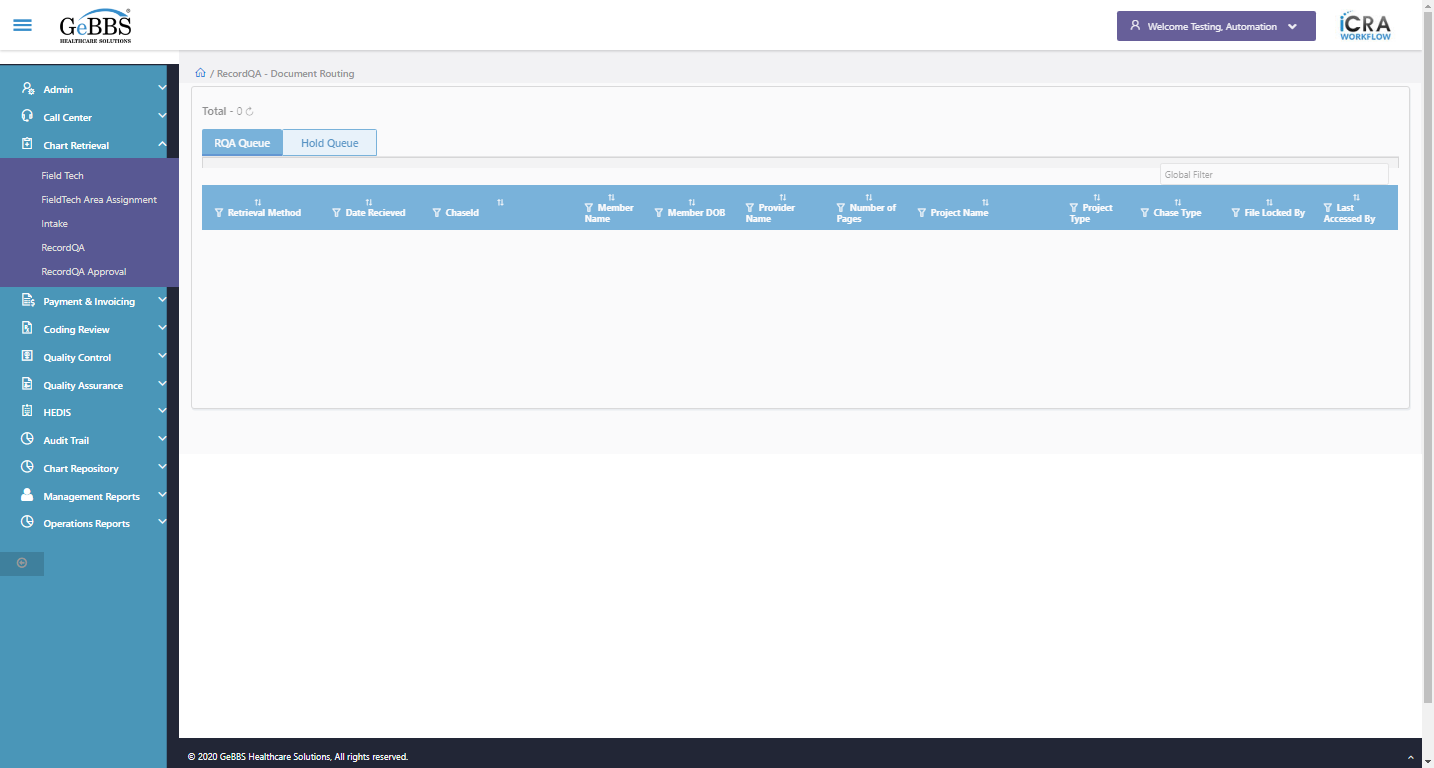 GeBBS
HEALTHCARE SOLUTIONS
Welcome Testing, Automation
iCRA
WORKFLOW
Admin
Call Center
Chart Retrieval
Field Tech
FieldTech Area Assignment
Intake
RecordQA
RecordQA Approval
Payment & Invoicing
Coding Review
Quality Control
Quality Assurance
HEDIS
Audit Trail
Chart Repository
Management Reports
Operations Reports
/ RecordQA - Document Routing
Total - 0
RQA Queue
Hold Queue
Global Filter
Retrieval Method
Date Recieved
ChaseId
Member
Name
Member DOB
Provider
Name
Number of
Pages
Project Name
Project
Type
Chase Type
File Locked By
Last
Accessed By
© 2020 GeBBS Healthcare Solutions, All rights reserved.